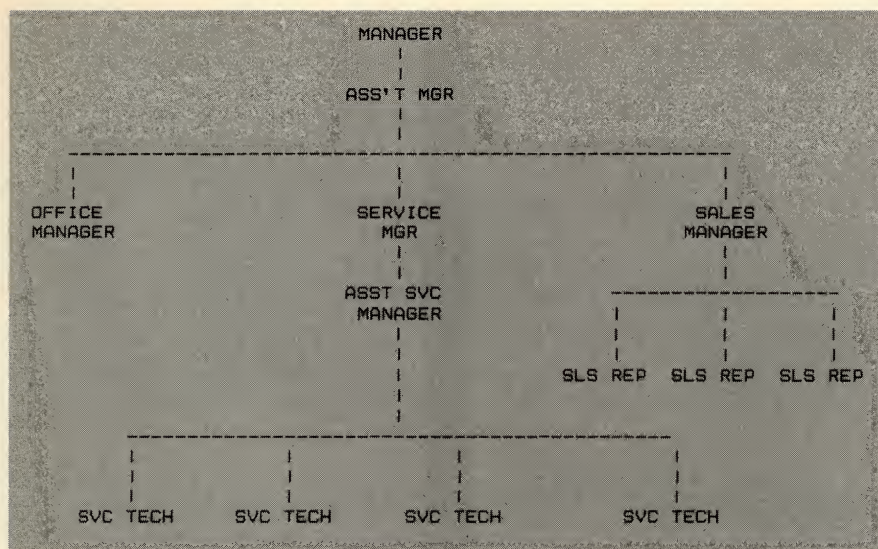 MANAGER
ASS'T MGR
OFFICE MANAGER
SERVICE MGR
SALES MANAGER
ASST SVC MANAGER
SLS REP SLS REP SLS REP
SVC TECH SVC TECH SVC TECH SVC TECH